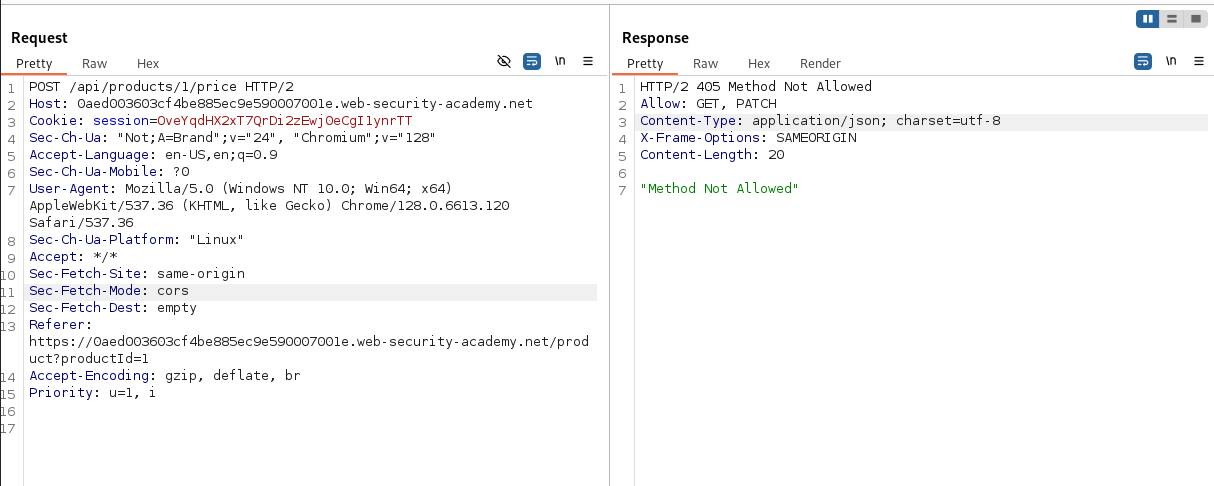 Request
Pretty Raw Hex \n
1 POST /api/products/1/price HTTP/2
2 Host: 0aed003603cf4be885ec9e590007001e.web-security-academy.net
3 Cookie: session=OveYqdHX2xT7QrDi2zEwj0eCgI1ynrTT
4 Sec-Ch-Ua: "Not;A=Brand";v="24", "Chromium";v="128"
5 Accept-Language: en-US,en;q=0.9
6 Sec-Ch-Ua-Mobile: ?0
7 User-Agent: Mozilla/5.0 (Windows NT 10.0; Win64; x64)
AppleWebKit/537.36 (KHTML, like Gecko) Chrome/128.0.6613.120
Safari/537.36
8 Sec-Ch-Ua-Platform: "Linux"
9 Accept: */*
10 Sec-Fetch-Site: same-origin
11 Sec-Fetch-Mode: cors
12 Sec-Fetch-Dest: empty
13 Referer:
https://0aed003603cf4be885ec9e590007001e.web-security-academy.net/prod
uct?productId=1
14 Accept-Encoding: gzip, deflate, br
15 Priority: u=1, i
16
17
Response
Pretty Raw Hex Render \n
1 HTTP/2 405 Method Not Allowed
2 Allow: GET, PATCH
3 Content-Type: application/json; charset=utf-8
4 X-Frame-Options: SAMEORIGIN
5 Content-Length: 20
6
7 "Method Not Allowed"